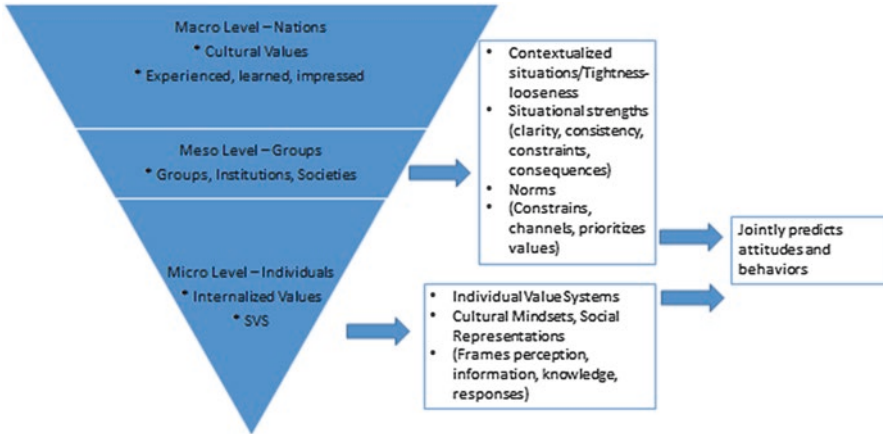 Macro Level – Nations
* Cultural Values
* Experienced, learned, impressed
Meso Level – Groups
* Groups, Institutions, Societies
Micro Level – Individuals
* Internalized Values
* SVS
• Contextualized
situations/Tightness-
looseness
• Situational strengths
(clarity, consistency,
constraints,
consequences)
• Norms
• (Constrains,
channels, prioritizes
values)
• Individual Value Systems
• Cultural Mindsets, Social
Representations
• (Frames perception,
information, knowledge,
responses)
Jointly predicts
attitudes and
behaviors